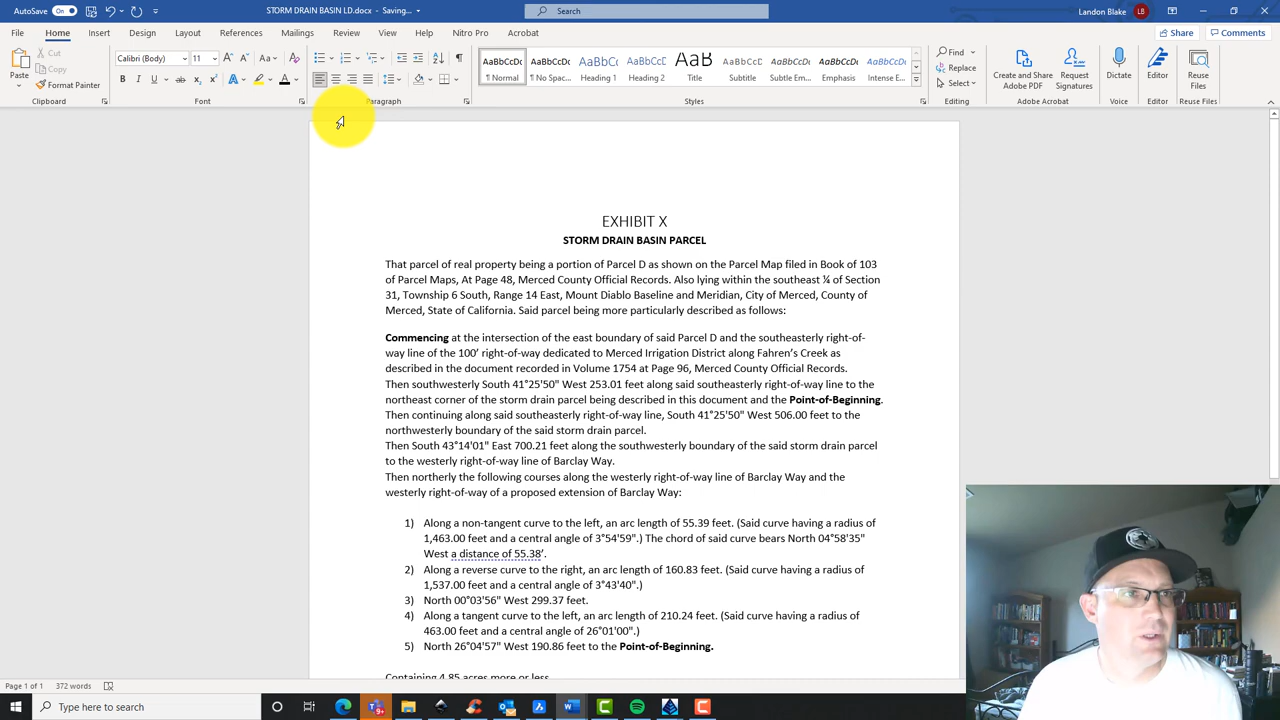 AutoSave On STORM DRAIN BASIN LD.docx - Saving... Search Landon Blake LB
File Home Insert Design Layout References Mailings Review View Help Nitro Pro Acrobat Share Comments
Paste Cut Copy Format Painter Clipboard
Calibri (Body) 11 Font
Paragraph
AaBbCcDc ¶ Normal AaBbCcDc ¶ No Spac... AaBbCc Heading 1 AaBbCcC Heading 2 AaB Title AaBbCcD Subtitle AaBbCcDc Subtle Em... AaBbCcDc Emphasis AaBbCcDc Intense E... Styles
Find Replace Select Editing
Create and Share Adobe PDF Request Signatures Adobe Acrobat
Dictate Voice
Editor Editor
Reuse Files Reuse Files
EXHIBIT X
STORM DRAIN BASIN PARCEL
That parcel of real property being a portion of Parcel D as shown on the Parcel Map filed in Book of 103
of Parcel Maps, At Page 48, Merced County Official Records. Also lying within the southeast ¼ of Section
31, Township 6 South, Range 14 East, Mount Diablo Baseline and Meridian, City of Merced, County of
Merced, State of California. Said parcel being more particularly described as follows:
Commencing at the intersection of the east boundary of said Parcel D and the southeasterly right-of-
way line of the 100' right-of-way dedicated to Merced Irrigation District along Fahren's Creek as
described in the document recorded in Volume 1754 at Page 96, Merced County Official Records.
Then southwesterly South 41°25'50" West 253.01 feet along said southeasterly right-of-way line to the
northeast corner of the storm drain parcel being described in this document and the Point-of-Beginning.
Then continuing along said southeasterly right-of-way line, South 41°25'50" West 506.00 feet to the
northwesterly boundary of the said storm drain parcel.
Then South 43°14'01" East 700.21 feet along the southwesterly boundary of the said storm drain parcel
to the westerly right-of-way line of Barclay Way.
Then northerly the following courses along the westerly right-of-way line of Barclay Way and the
westerly right-of-way of a proposed extension of Barclay Way:
1) Along a non-tangent curve to the left, an arc length of 55.39 feet. (Said curve having a radius of
1,463.00 feet and a central angle of 3°54'59".) The chord of said curve bears North 04°58'35"
West a distance of 55.38'.
2) Along a reverse curve to the right, an arc length of 160.83 feet. (Said curve having a radius of
1,537.00 feet and a central angle of 3°43'40".)
3) North 00°03'56" West 299.37 feet.
4) Along a tangent curve to the left, an arc length of 210.24 feet. (Said curve having a radius of
463.00 feet and a central angle of 26°01'00".)
5) North 26°04'57" West 190.86 feet to the Point-of-Beginning.
Containing 4.85 acres more or less
Page 1 of 1 372 words
Type here to search